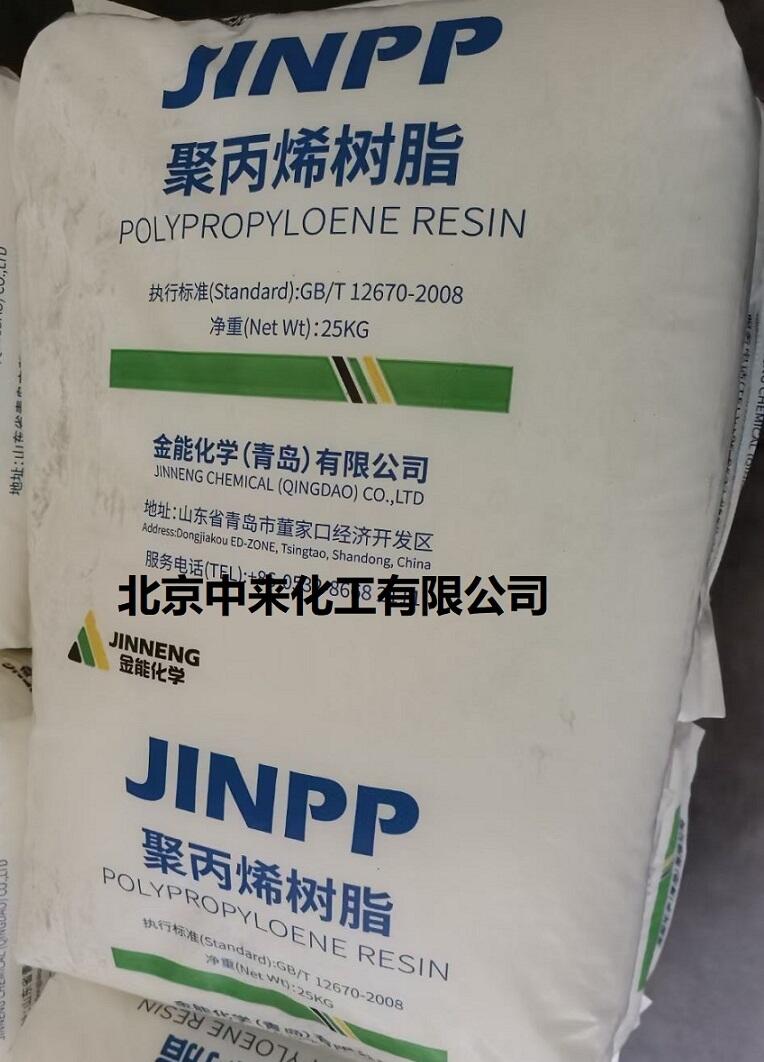 JINPP
聚丙烯树脂
POLYPROPYLOENE RESIN
执行标准(Standard):GB/T 12670-2008
净重(Net Wt):25KG
金能化学(青岛)有限公司
JINNENG CHEMICAL (QINGDAO) CO.,LTD
地址:山东省青岛市董家口经济开发区
Address:Dongjiakou ED-ZONE, Tsingtao, Shandong, China
服务电话(TEL):+86
北京中来化工有限公司
JINNENG
金能化学
JINPP
聚丙烯树脂
POLYPROPYLOENE RESIN
执行标准(Standard):GB/T 12670-2008
净重(Net Wt):25KG